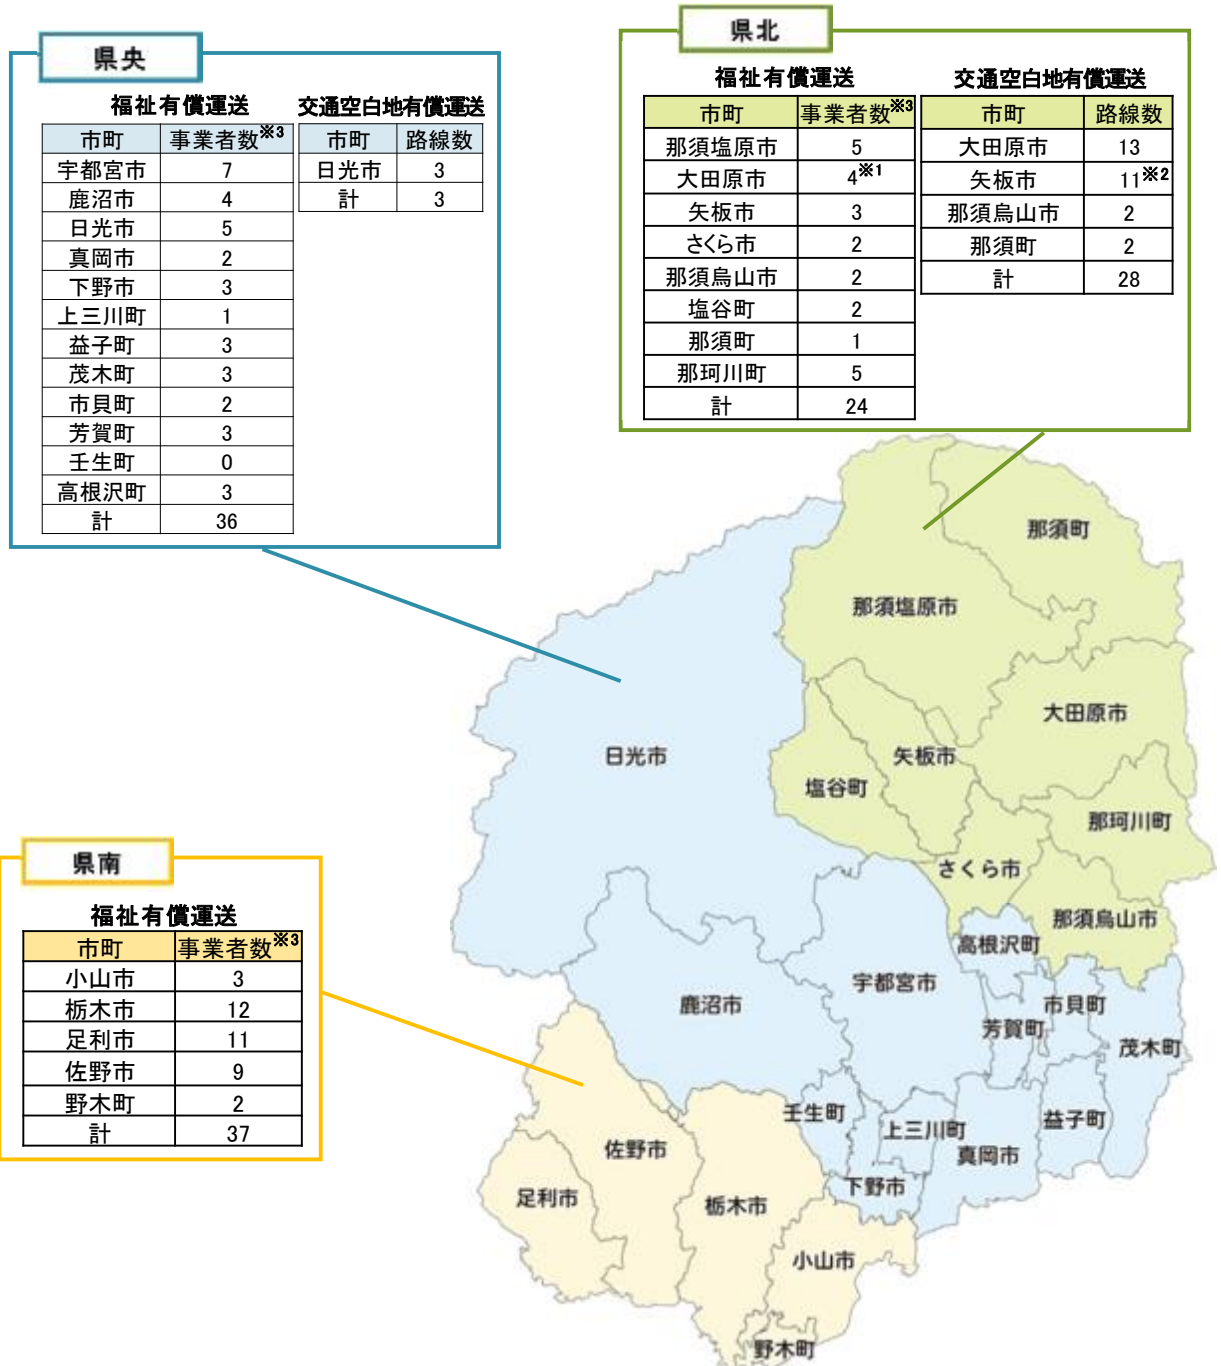 県央
福祉有償運送
市町 事業者数※3
宇都宮市 7
鹿沼市 4
日光市 5
真岡市 2
下野市 3
上三川町 1
益子町 3
茂木町 3
市貝町 2
芳賀町 3
壬生町 0
高根沢町 3
計 36
交通空白地有償運送
市町 路線数
日光市 3
計 3
県北
福祉有償運送
市町 事業者数※3
那須塩原市 5
大田原市 4※1
矢板市 3
さくら市 2
那須烏山市 2
塩谷町 2
那須町 1
那珂川町 5
計 24
交通空白地有償運送
市町 路線数
大田原市 13
矢板市 11※2
那須烏山市 2
那須町 2
計 28
県南
福祉有償運送
市町 事業者数※3
小山市 3
栃木市 12
足利市 11
佐野市 9
野木町 2
計 37
那須町
那須塩原市
大田原市
日光市
矢板市
塩谷町
那珂川町
さくら市
那須烏山市
高根沢町
宇都宮市
鹿沼市
市貝町
芳賀町
茂木町
壬生町
上三川町
益子町
真岡市
佐野市
下野市
足利市
栃木市
小山市
野木町